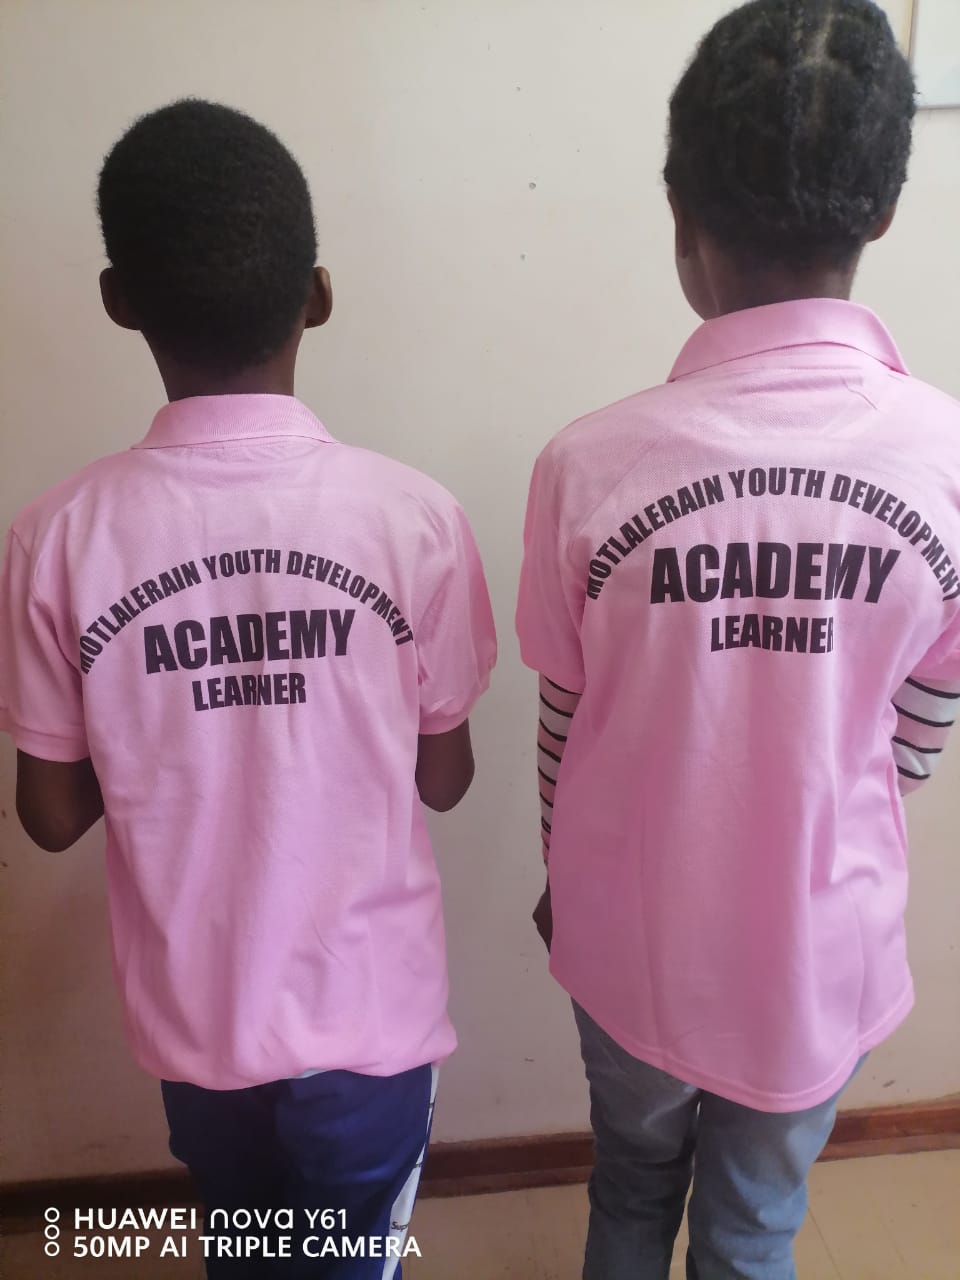 MOTLALERAIN YOUTH DEVELOPMENT
ACADEMY
LEARNER
MOTLALERAIN YOUTH DEVELOPMENT
ACADEMY
LEARNER
HUAWEI nova Y61
50MP AI TRIPLE CAMERA